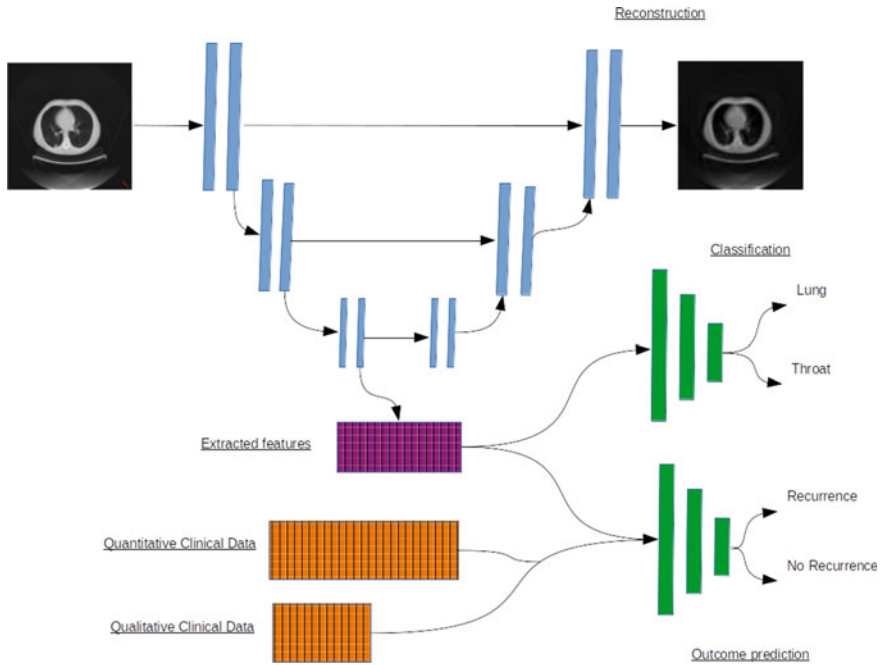 Reconstruction
Classification
Lung
Throat
Extracted features
Recurrence
Quantitative Clinical Data
No Recurrence
Qualitative Clinical Data
Outcome prediction